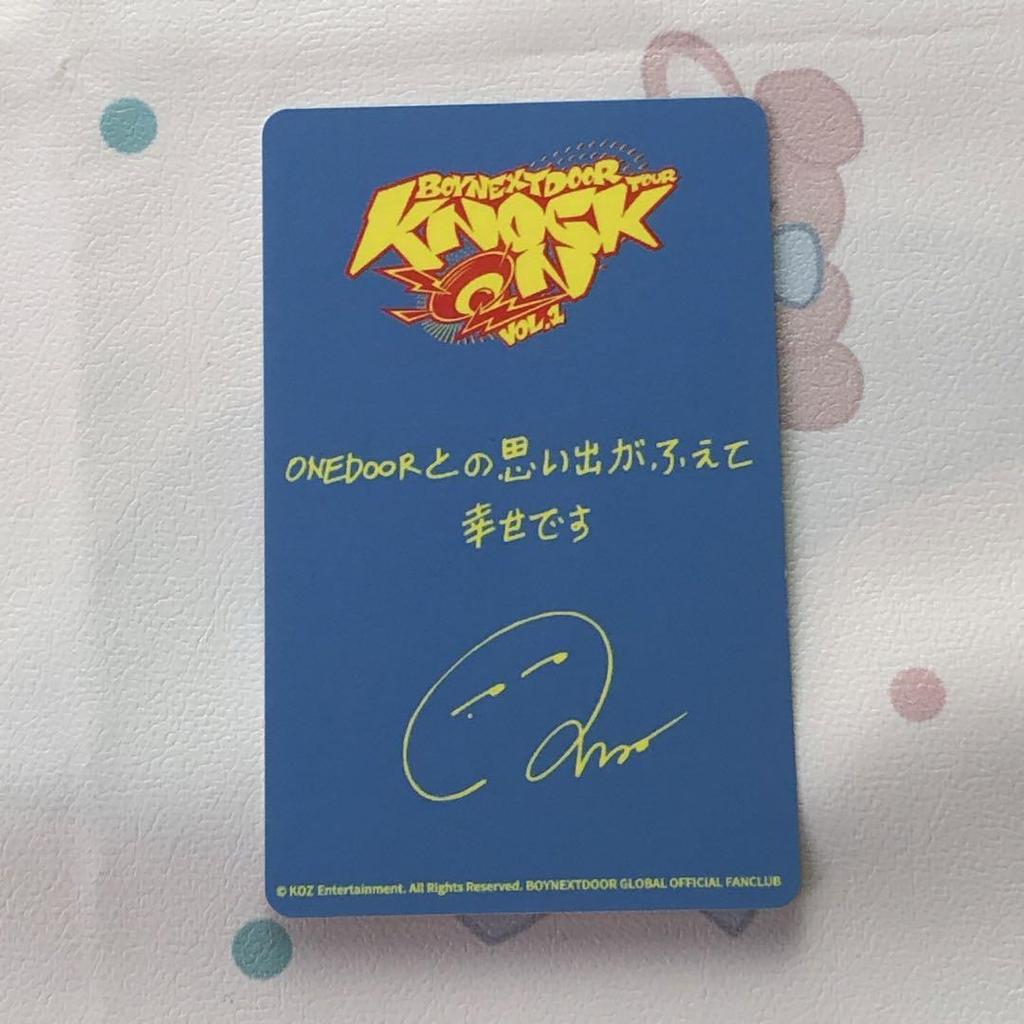 BOYNEXTDOOR TOUR
KNOCK
ON
VOL.1
ONEDOORとの思い出がふえて
幸せです
© KOZ Entertainment. All Rights Reserved. BOYNEXTDOOR GLOBAL OFFICIAL FANCLUB